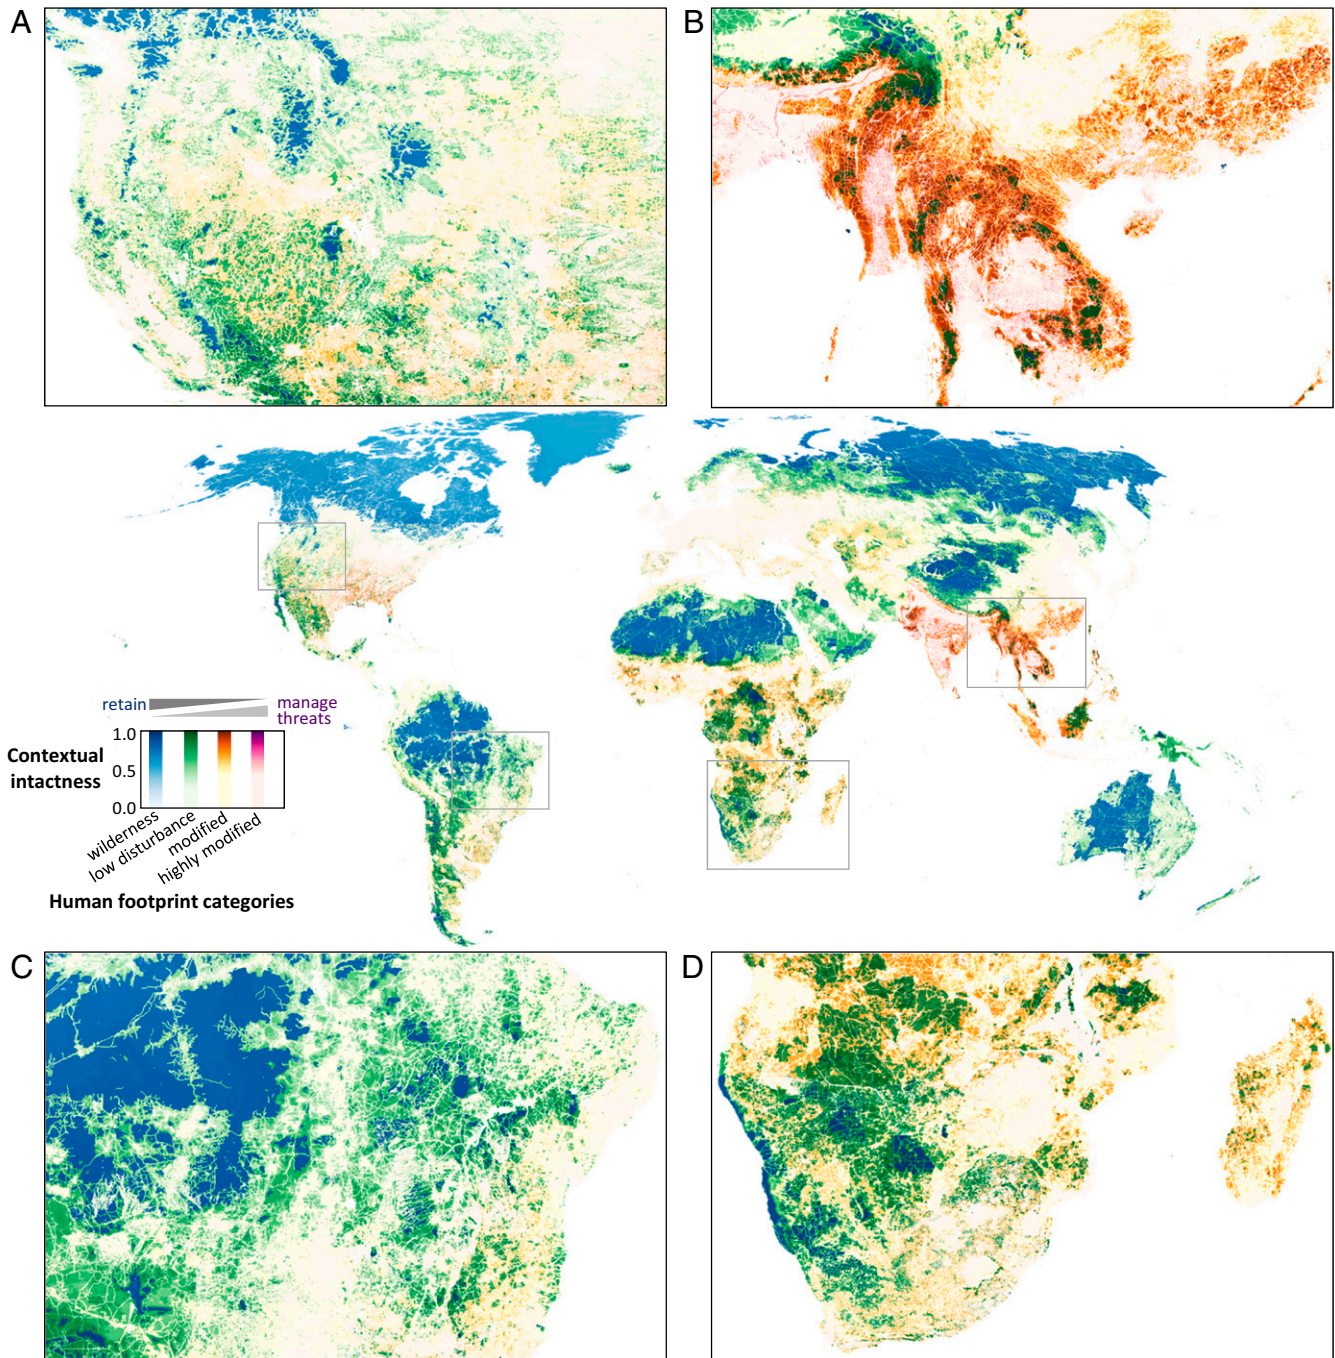 A
B
retain
manage
threats
Contextual
intactness
1.0
0.5
0.0
wilderness
low disturbance
modified
highly modified
Human footprint categories
C
D